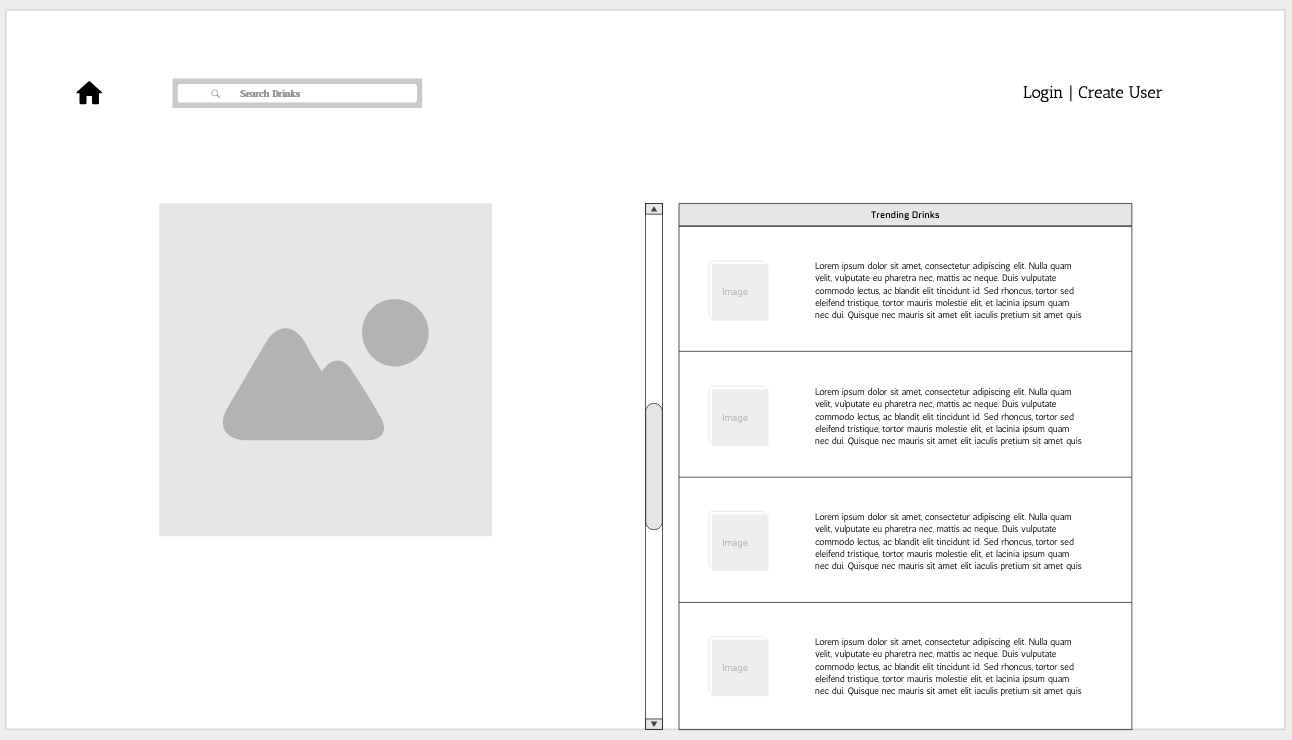 Search Drinks
Login | Create User
Trending Drinks
Image
Lorem ipsum dolor sit amet, consectetur adipiscing elit. Nulla quam
velit, vulputate eu pharetra nec, mattis ac neque. Duis vulputate
commodo lectus, ac blandit elit tincidunt id. Sed rhoncus, tortor sed
eleifend tristique, tortor mauris molestie elit, et lacinia ipsum quam
nec dui. Quisque nec mauris sit amet elit iaculis pretium sit amet quis
Image
Lorem ipsum dolor sit amet, consectetur adipiscing elit. Nulla quam
velit, vulputate eu pharetra nec, mattis ac neque. Duis vulputate
commodo lectus, ac blandit elit tincidunt id. Sed rhoncus, tortor sed
eleifend tristique, tortor mauris molestie elit, et lacinia ipsum quam
nec dui. Quisque nec mauris sit amet elit iaculis pretium sit amet quis
Image
Lorem ipsum dolor sit amet, consectetur adipiscing elit. Nulla quam
velit, vulputate eu pharetra nec, mattis ac neque. Duis vulputate
commodo lectus, ac blandit elit tincidunt id. Sed rhoncus, tortor sed
eleifend tristique, tortor mauris molestie elit, et lacinia ipsum quam
nec dui. Quisque nec mauris sit amet elit iaculis pretium sit amet quis
Image
Lorem ipsum dolor sit amet, consectetur adipiscing elit. Nulla quam
velit, vulputate eu pharetra nec, mattis ac neque. Duis vulputate
commodo lectus, ac blandit elit tincidunt id. Sed rhoncus, tortor sed
eleifend tristique, tortor mauris molestie elit, et lacinia ipsum quam
nec dui. Quisque nec mauris sit amet elit iaculis pretium sit amet quis